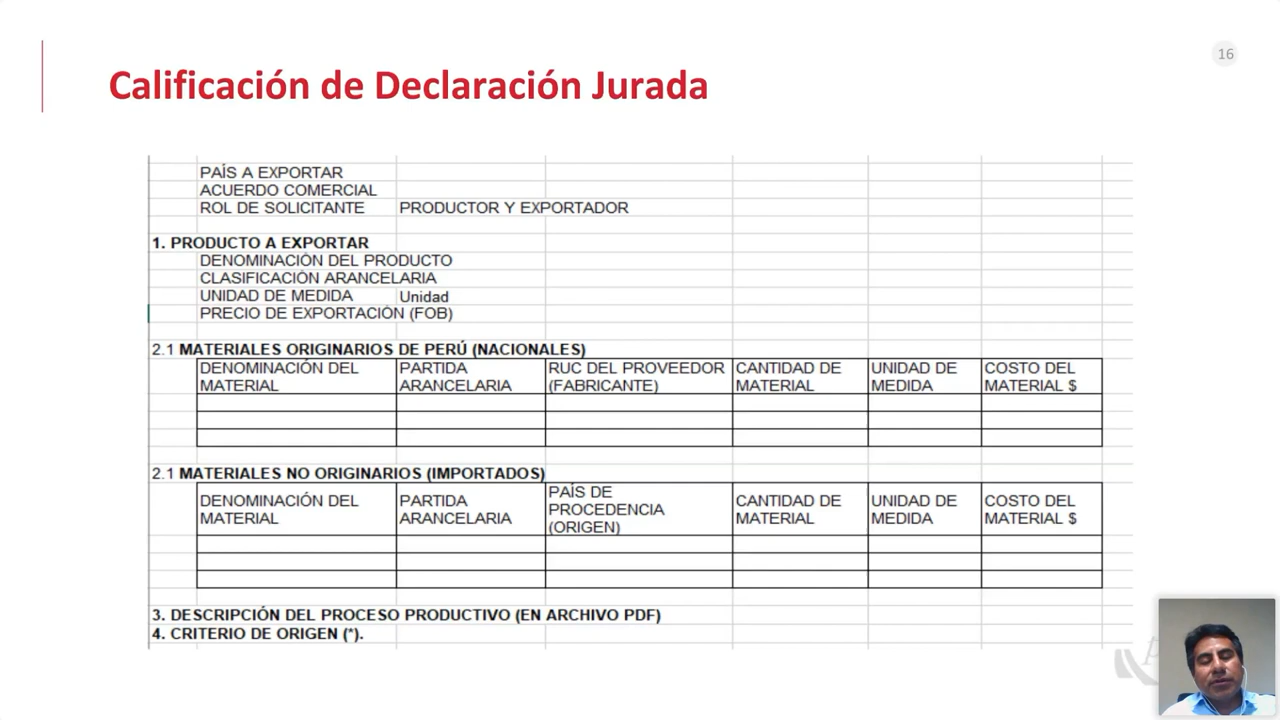 16
Calificación de Declaración Jurada
PAÍS A EXPORTAR
ACUERDO COMERCIAL
ROL DE SOLICITANTE PRODUCTOR Y EXPORTADOR
1. PRODUCTO A EXPORTAR
DENOMINACIÓN DEL PRODUCTO
CLASIFICACIÓN ARANCELARIA
UNIDAD DE MEDIDA Unidad
PRECIO DE EXPORTACIÓN (FOB)
2.1 MATERIALES ORIGINARIOS DE PERÚ (NACIONALES)
DENOMINACIÓN DEL PARTIDA RUC DEL PROVEEDOR CANTIDAD DE UNIDAD DE COSTO DEL
MATERIAL ARANCELARIA (FABRICANTE) MATERIAL MEDIDA MATERIAL $
2.1 MATERIALES NO ORIGINARIOS (IMPORTADOS)
DENOMINACIÓN DEL MATERIAL
PARTIDA ARANCELARIA
PAÍS DE
PROCEDENCIA
(ORIGEN)
CANTIDAD DE MATERIAL
UNIDAD DE MEDIDA
COSTO DEL MATERIAL $
3. DESCRIPCIÓN DEL PROCESO PRODUCTIVO (EN ARCHIVO PDF)
4. CRITERIO DE ORIGEN (*).